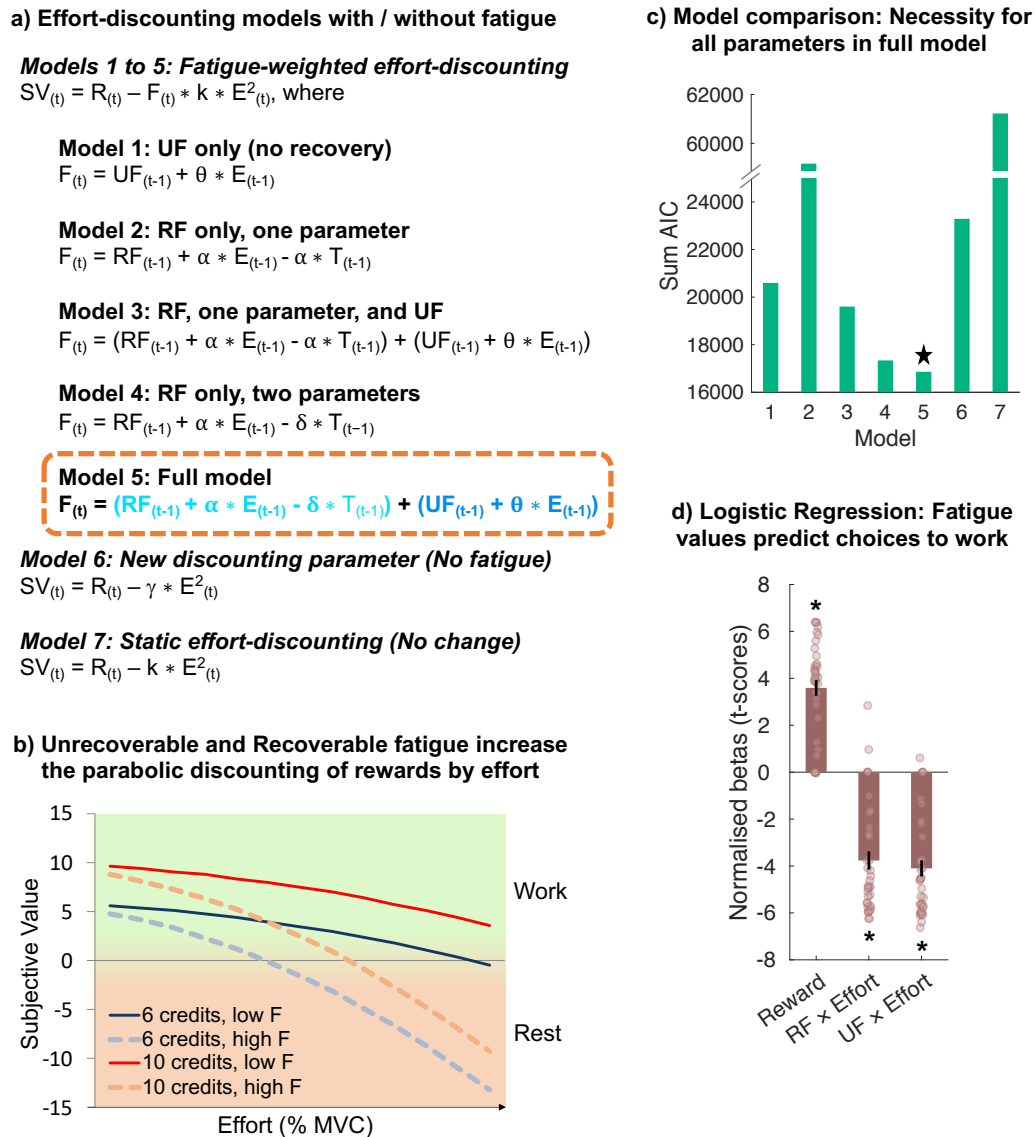 a) Effort-discounting models with / without fatigue
Models 1 to 5: Fatigue-weighted effort-discounting
SV(t) = R(t) – F(t) * k * E²(t), where
Model 1: UF only (no recovery)
F(t) = UF(t-1) + θ * E(t-1)
Model 2: RF only, one parameter
F(t) = RF(t-1) + α * E(t-1) - α * T(t-1)
Model 3: RF, one parameter, and UF
F(t) = (RF(t-1) + α * E(t-1) - α * T(t-1)) + (UF(t-1) + θ * E(t-1))
Model 4: RF only, two parameters
F(t) = RF(t-1) + α * E(t-1) - δ * T(t−1)
Model 5: Full model
F(t) = (RF(t-1) + α * E(t-1) - δ * T(t-1)) + (UF(t-1) + θ * E(t-1))
Model 6: New discounting parameter (No fatigue)
SV(t) = R(t) – γ * E²(t)
Model 7: Static effort-discounting (No change)
SV(t) = R(t) – k * E²(t)
b) Unrecoverable and Recoverable fatigue increase
the parabolic discounting of rewards by effort
Subjective Value
15
10
5
0
-5
-10
-15
Work
Rest
6 credits, low F
6 credits, high F
10 credits, low F
10 credits, high F
Effort (% MVC)
c) Model comparison: Necessity for
all parameters in full model
Sum AIC
62000
60000
24000
22000
20000
18000
16000
1 2 3 4 5 6 7
Model
d) Logistic Regression: Fatigue
values predict choices to work
Normalised betas (t-scores)
8
6
4
2
0
-2
-4
-6
-8
*
*
*
Reward
RF × Effort
UF × Effort